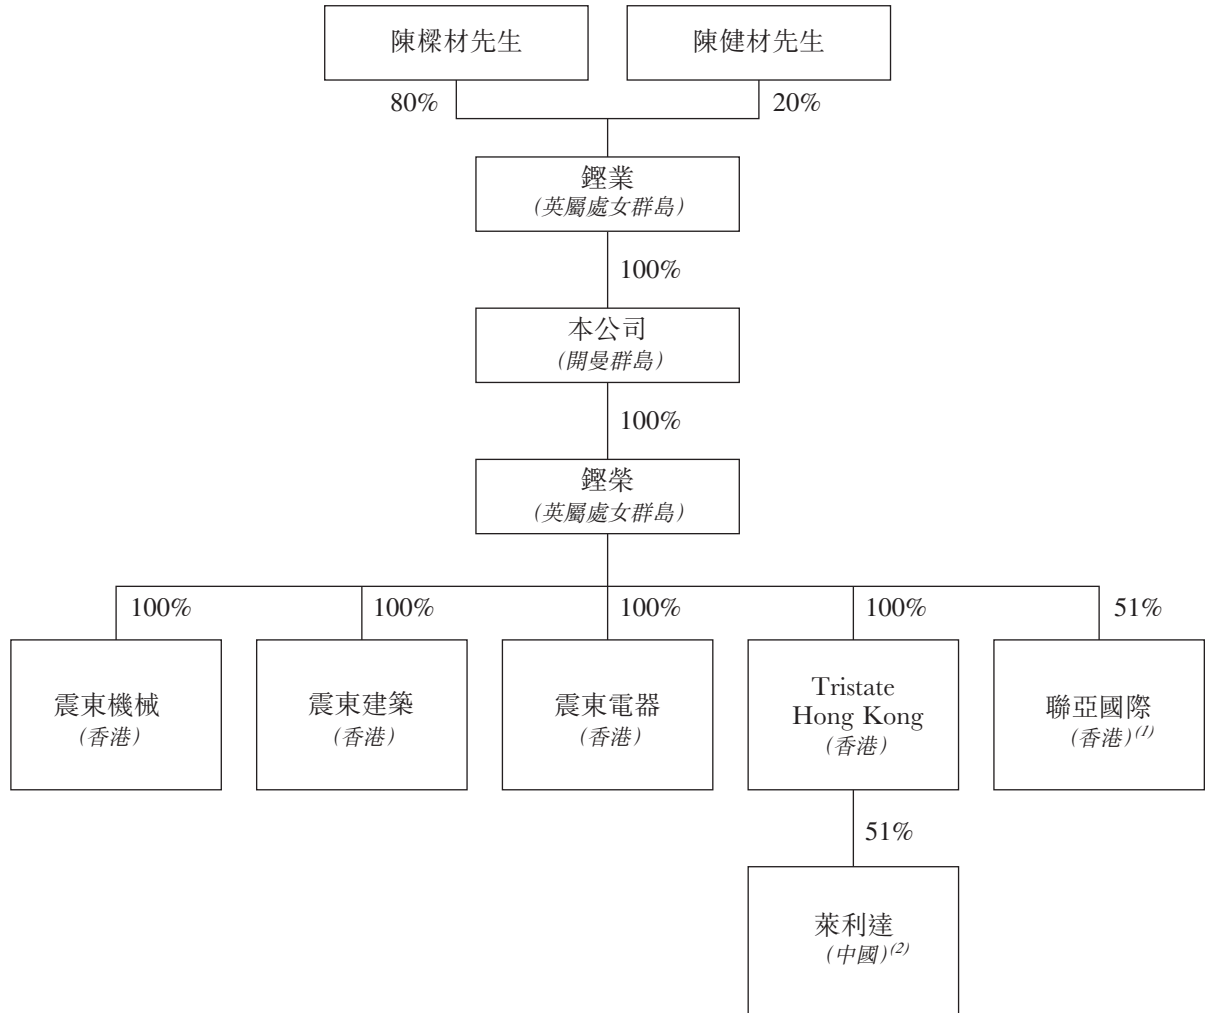 陳樑材先生
陳健材先生
80%
20%
鏗業
(英屬處女群島)
100%
本公司
(開曼群島)
100%
鏗榮
(英屬處女群島)
100%
100%
100%
100%
51%
震東機械
(香港)
震東建築
(香港)
震東電器
(香港)
Tristate
Hong Kong
(香港)
聯亞國際
(香港)(1)
51%
萊利達
(中國)(2)